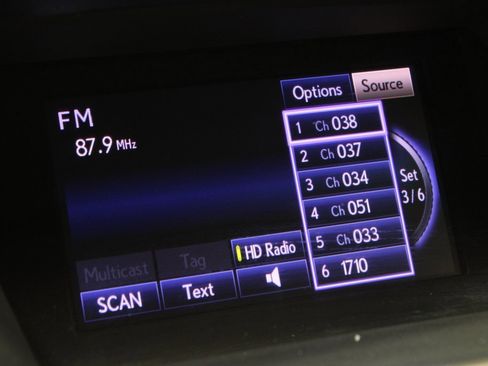 Options Source
FM
87.9 MHz
1 Ch 038
2 Ch 037
3 Ch 034
4 Ch 051
5 Ch 033
6 1710
Set
3/6
Multicast Tag HD Radio
SCAN Text